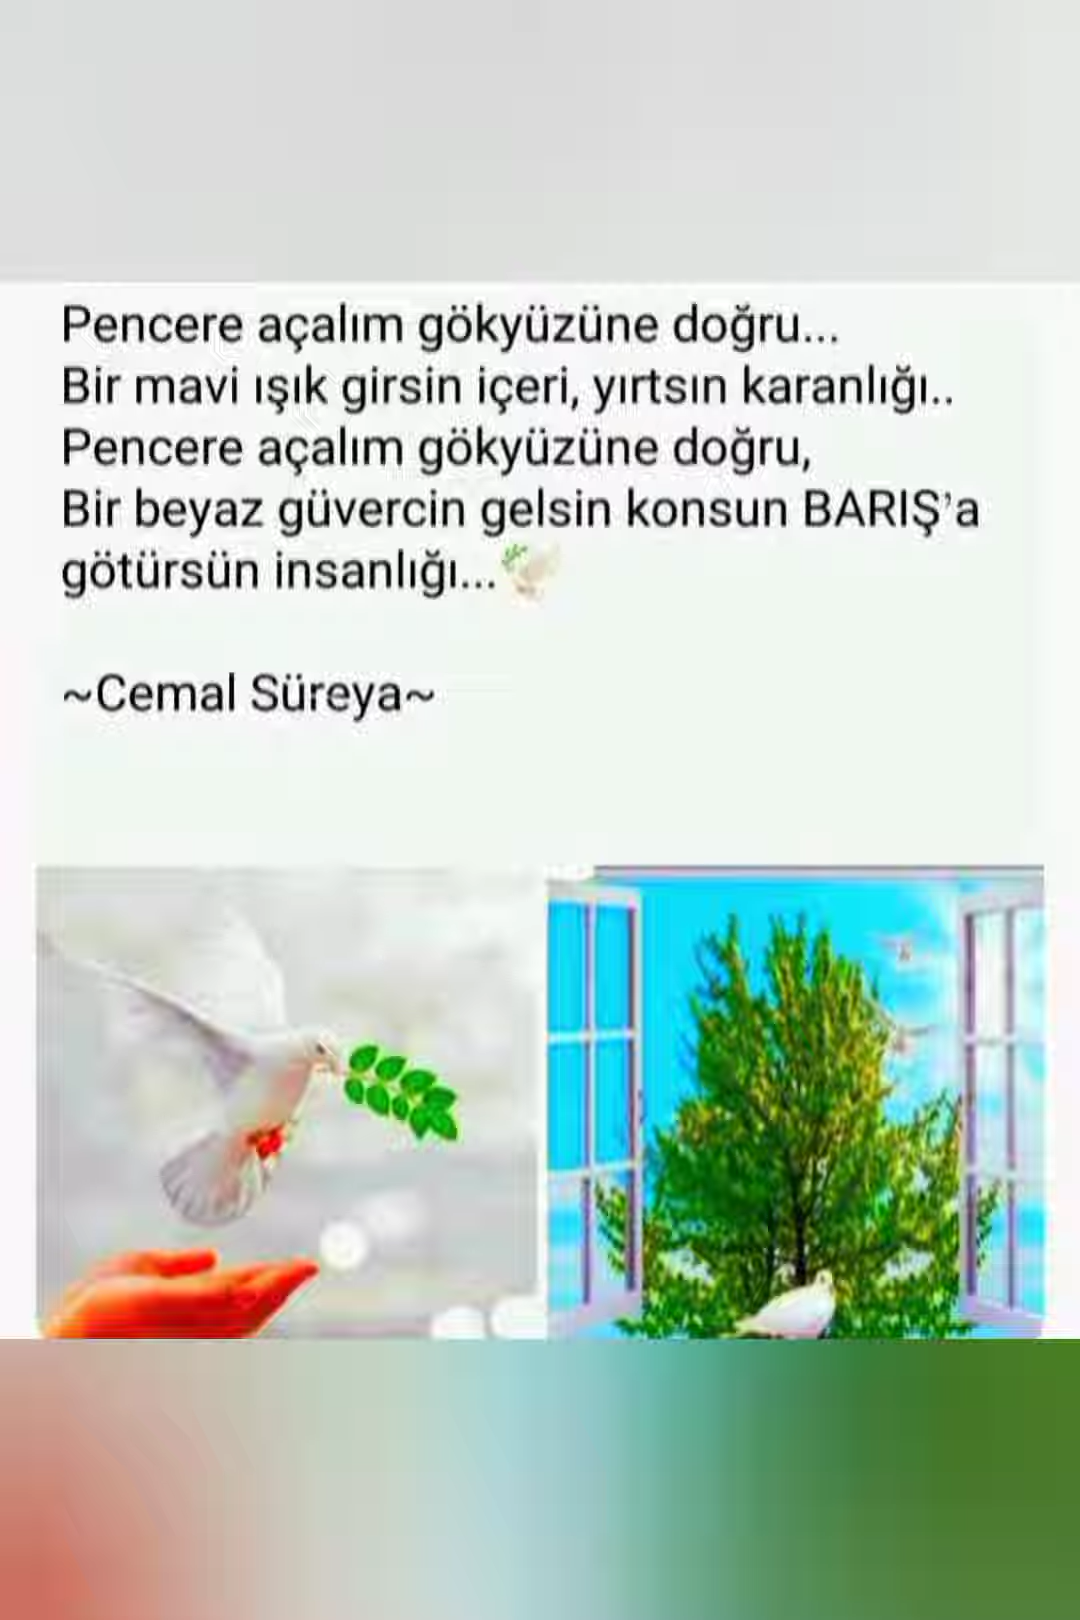 Pencere açalım gökyüzüne doğru...
Bir mavi ışık girsin içeri, yırtsın karanlığı..
Pencere açalım gökyüzüne doğru,
Bir beyaz güvercin gelsin konsun BARIŞ’a
götürsün insanlığı...🕊️
~Cemal Süreya~